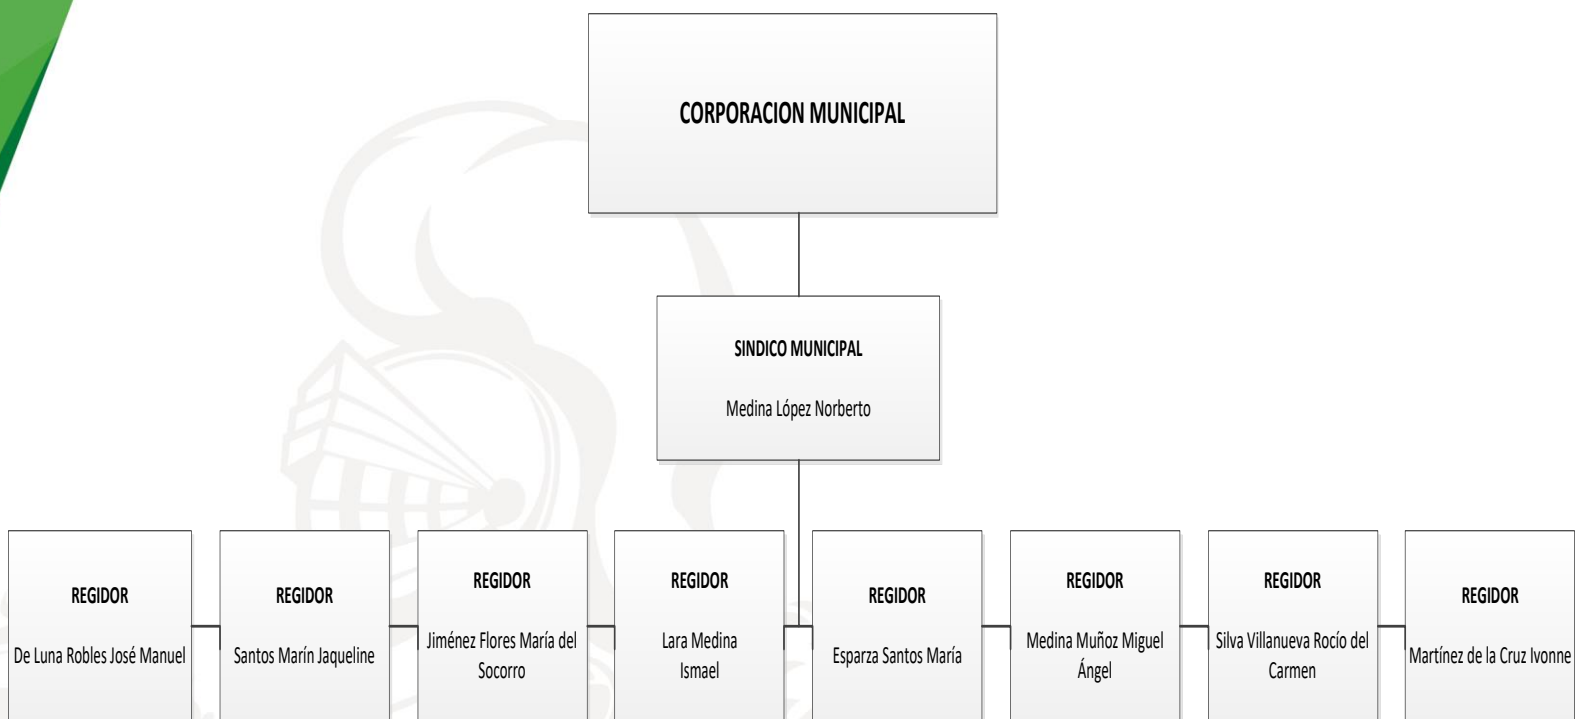 CORPORACION MUNICIPAL
SINDICO MUNICIPAL
Medina López Norberto
REGIDOR
De Luna Robles José Manuel
REGIDOR
Santos Marín Jaqueline
REGIDOR
Jiménez Flores María del
Socorro
REGIDOR
Lara Medina
Ismael
REGIDOR
Esparza Santos María
REGIDOR
Medina Muñoz Miguel
Ángel
REGIDOR
Silva Villanueva Rocío del
Carmen
REGIDOR
Martínez de la Cruz Ivonne